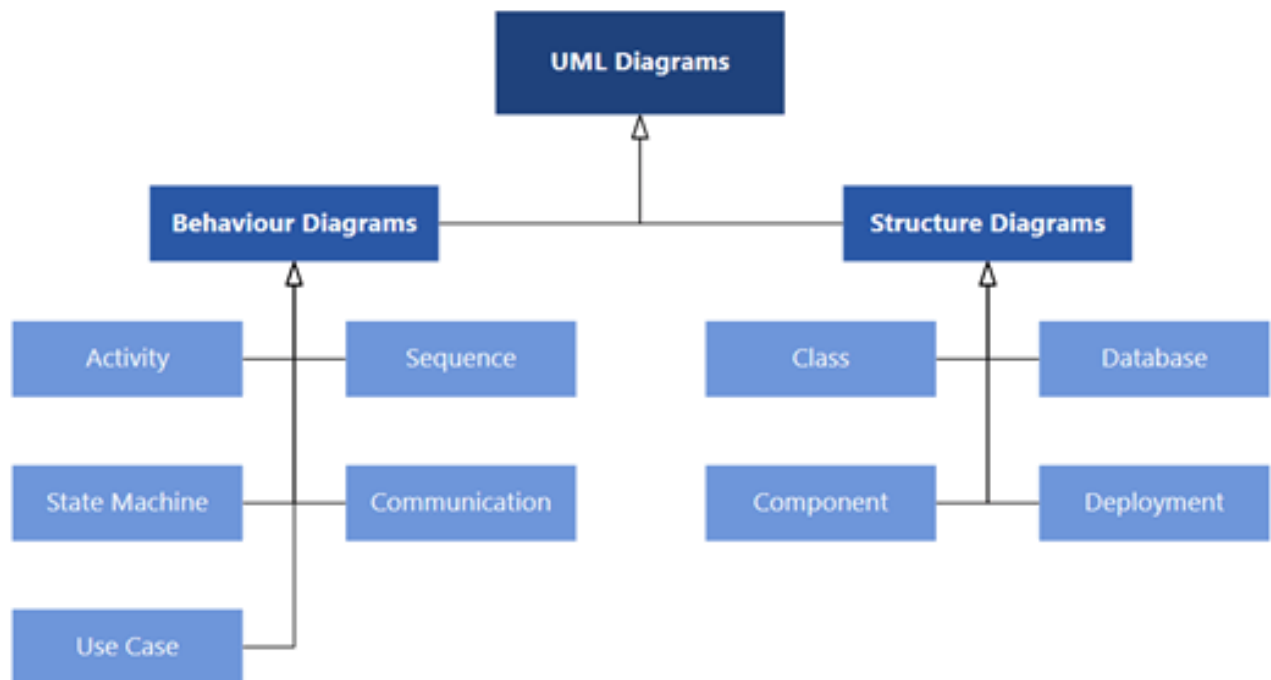 UML Diagrams
Behaviour Diagrams
Structure Diagrams
Activity
Sequence
Class
Database
State Machine
Communication
Component
Deployment
Use Case